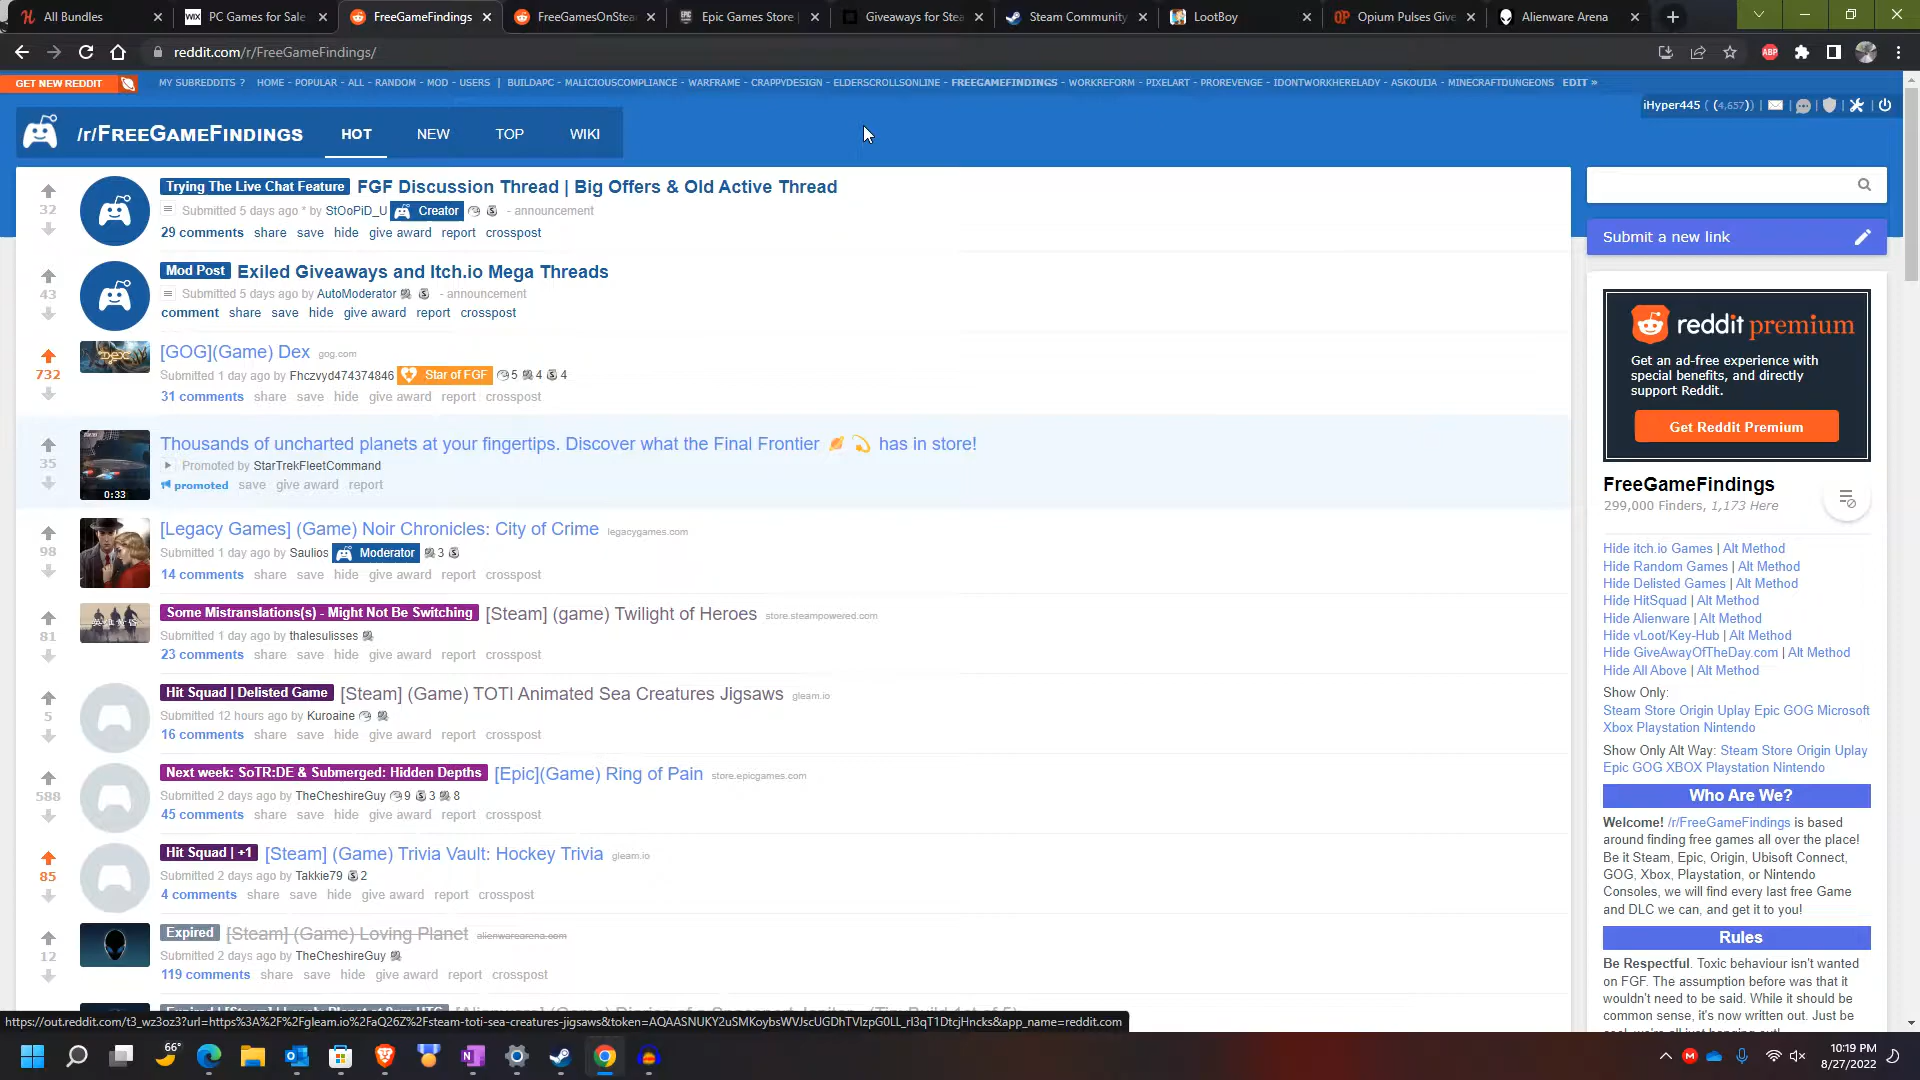 All Bundles
WIX PC Games for Sale
FreeGameFindings
FreeGamesOnSteam
Epic Games Store
Giveaways for Stea
Steam Community
LootBoy
OP Opium Pulses Give
Alienware Arena
reddit.com/r/FreeGameFindings/
ABP
GET NEW REDDIT
MY SUBREDDITS ? HOME - POPULAR - ALL - RANDOM - MOD - USERS | BUILDAPC - MALICIOUSCOMPLIANCE - WARFRAME - CRAPPYDESIGN - ELDERSCROLLSONLINE - FREEGAMEFINDINGS - WORKREFORM - PIXELART - PROREVENGE - IDONTWORKHERELADY - ASKOUIJA - MINECRAFTDUNGEONS EDIT »
iHyper445 ( (4,657))
/r/FREEGAMEFINDINGS HOT NEW TOP WIKI
Trying The Live Chat Feature FGF Discussion Thread | Big Offers & Old Active Thread
32
Submitted 5 days ago * by StOoPiD_U Creator - announcement
29 comments share save hide give award report crosspost
Mod Post Exiled Giveaways and Itch.io Mega Threads
43
Submitted 5 days ago by AutoModerator - announcement
comment share save hide give award report crosspost
[GOG](Game) Dex gog.com
DEX
732
Submitted 1 day ago by Fhczvyd474374846 Star of FGF 5 4 4
31 comments share save hide give award report crosspost
Thousands of uncharted planets at your fingertips. Discover what the Final Frontier 🪐 💫 has in store!
35
Promoted by StarTrekFleetCommand
promoted save give award report
0:33
[Legacy Games] (Game) Noir Chronicles: City of Crime legacygames.com
98
Submitted 1 day ago by Saulios Moderator 3
14 comments share save hide give award report crosspost
Some Mistranslations(s) - Might Not Be Switching [Steam] (game) Twilight of Heroes store.steampowered.com
81
Submitted 1 day ago by thalesulisses
23 comments share save hide give award report crosspost
Hit Squad | Delisted Game [Steam] (Game) TOTI Animated Sea Creatures Jigsaws gleam.io
5
Submitted 12 hours ago by Kuroaine
16 comments share save hide give award report crosspost
Next week: SoTR:DE & Submerged: Hidden Depths [Epic](Game) Ring of Pain store.epicgames.com
588
Submitted 2 days ago by TheCheshireGuy 9 3 8
45 comments share save hide give award report crosspost
Hit Squad | +1 [Steam] (Game) Trivia Vault: Hockey Trivia gleam.io
85
Submitted 2 days ago by Takkie79 2
4 comments share save hide give award report crosspost
Expired [Steam] (Game) Loving Planet alienwarearena.com
12
Submitted 2 days ago by TheCheshireGuy
119 comments share save hide give award report crosspost
Submit a new link
reddit premium
Get an ad-free experience with
special benefits, and directly
support Reddit.
Get Reddit Premium
FreeGameFindings
299,000 Finders, 1,173 Here
Hide itch.io Games | Alt Method
Hide Random Games | Alt Method
Hide Delisted Games | Alt Method
Hide HitSquad | Alt Method
Hide Alienware | Alt Method
Hide vLoot/Key-Hub | Alt Method
Hide GiveAwayOfTheDay.com | Alt Method
Hide All Above | Alt Method
Show Only:
Steam Store Origin Uplay Epic GOG Microsoft
Xbox Playstation Nintendo
Show Only Alt Way: Steam Store Origin Uplay
Epic GOG XBOX Playstation Nintendo
Who Are We?
Welcome! /r/FreeGameFindings is based
around finding free games all over the place!
Be it Steam, Epic, Origin, Ubisoft Connect,
GOG, Xbox, Playstation, or Nintendo
Consoles, we will find every last free Game
and DLC we can, and get it to you!
Rules
Be Respectful. Toxic behaviour isn't wanted
on FGF. The assumption before was that it
wouldn't need to be said. While it should be
common sense, it's now written out. Just be
https://out.reddit.com/t3_wz3oz3?url=https%3A%2F%2Fgleam.io%2FaQ26Z%2Fsteam-toti-sea-creatures-jigsaws&token=AQAASNUKY2uSMKoybsWVJscUGDhTVIzpG0LL_rI3qT1DtcjHncks&app_name=reddit.com
66°
10:19 PM
8/27/2022